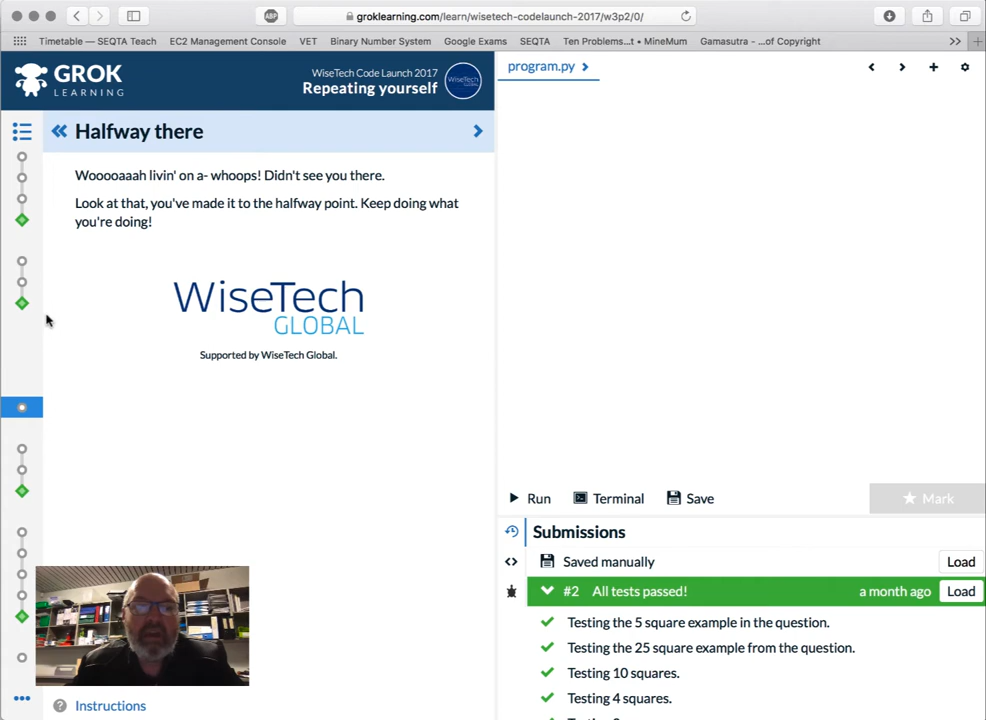 ABP
groklearning.com/learn/wisetech-codelaunch-2017/w3p2/0/
Timetable — SEQTA Teach EC2 Management Console VET Binary Number System Google Exams SEQTA Ten Problems...t • MineMum Gamasutra - ...of Copyright >>
GROK
LEARNING
WiseTech Code Launch 2017
Repeating yourself
WiseTech
program.py
Halfway there
Wooooaaah livin' on a- whoops! Didn't see you there.
Look at that, you've made it to the halfway point. Keep doing what
you're doing!
WiseTech
GLOBAL
Supported by WiseTech Global.
Run Terminal Save Mark
Submissions
Saved manually Load
#2 All tests passed! a month ago Load
Testing the 5 square example in the question.
Testing the 25 square example from the question.
Testing 10 squares.
Testing 4 squares.
Instructions